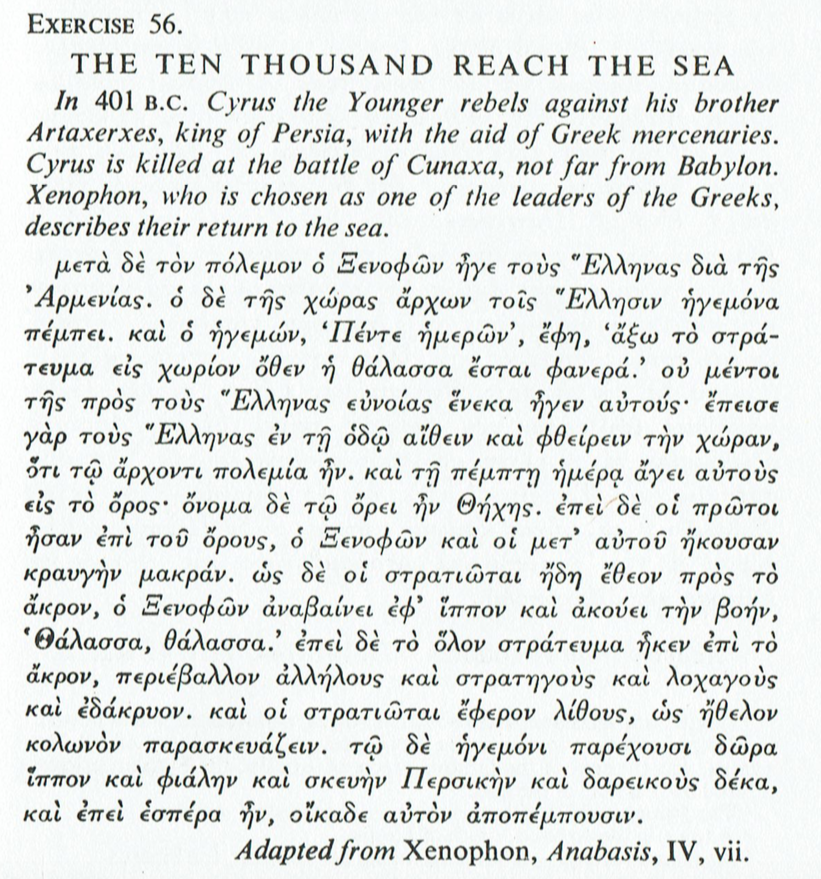 EXERCISE 56.
THE TEN THOUSAND REACH THE SEA
In 401 B.C. Cyrus the Younger rebels against his brother
Artaxerxes, king of Persia, with the aid of Greek mercenaries.
Cyrus is killed at the battle of Cunaxa, not far from Babylon.
Xenophon, who is chosen as one of the leaders of the Greeks,
describes their return to the sea.
μετὰ δὲ τὸν πόλεμον ὁ Ξενοφῶν ἦγε τοὺς Ἕλληνας διὰ τῆς
Ἀρμενίας. ὁ δὲ τῆς χώρας ἄρχων τοῖς Ἕλλησιν ἡγεμόνα
πέμπει. καὶ ὁ ἡγεμών, ‘Πέντε ἡμερῶν’, ἔφη, ‘ἄξω τὸ στρά-
τευμα εἰς χωρίον ὅθεν ἡ θάλασσα ἔσται φανερά.’ οὐ μέντοι
τῆς πρὸς τοὺς Ἕλληνας εὐνοίας ἕνεκα ἦγεν αὐτούς· ἔπεισε
γὰρ τοὺς Ἕλληνας ἐν τῇ ὁδῷ αἴθειν καὶ φθείρειν τὴν χώραν,
ὅτι τῷ ἄρχοντι πολεμία ἦν. καὶ τῇ πέμπτῃ ἡμέρᾳ ἄγει αὐτοὺς
εἰς τὸ ὄρος· ὄνομα δὲ τῷ ὄρει ἦν Θήχης. ἐπεὶ δὲ οἱ πρῶτοι
ἦσαν ἐπὶ τοῦ ὄρους, ὁ Ξενοφῶν καὶ οἱ μετ’ αὐτοῦ ἤκουσαν
κραυγὴν μακράν. ὡς δὲ οἱ στρατιῶται ἤδη ἔθεον πρὸς τὸ
ἄκρον, ὁ Ξενοφῶν ἀναβαίνει ἐφ’ ἵππον καὶ ἀκούει τὴν βοήν,
‘Θάλασσα, θάλασσα.’ ἐπεὶ δὲ τὸ ὅλον στράτευμα ἧκεν ἐπὶ τὸ
ἄκρον, περιέβαλλον ἀλλήλους καὶ στρατηγοὺς καὶ λοχαγοὺς
καὶ ἐδάκρυον. καὶ οἱ στρατιῶται ἔφερον λίθους, ὡς ἤθελον
κολωνὸν παρασκευάζειν. τῷ δὲ ἡγεμόνι παρέχουσι δῶρα
ἵππον καὶ φιάλην καὶ σκευὴν Περσικὴν καὶ δαρεικοὺς δέκα,
καὶ ἐπεὶ ἑσπέρα ἦν, οἴκαδε αὐτὸν ἀποπέμπουσιν.
Adapted from Xenophon, Anabasis, IV, vii.